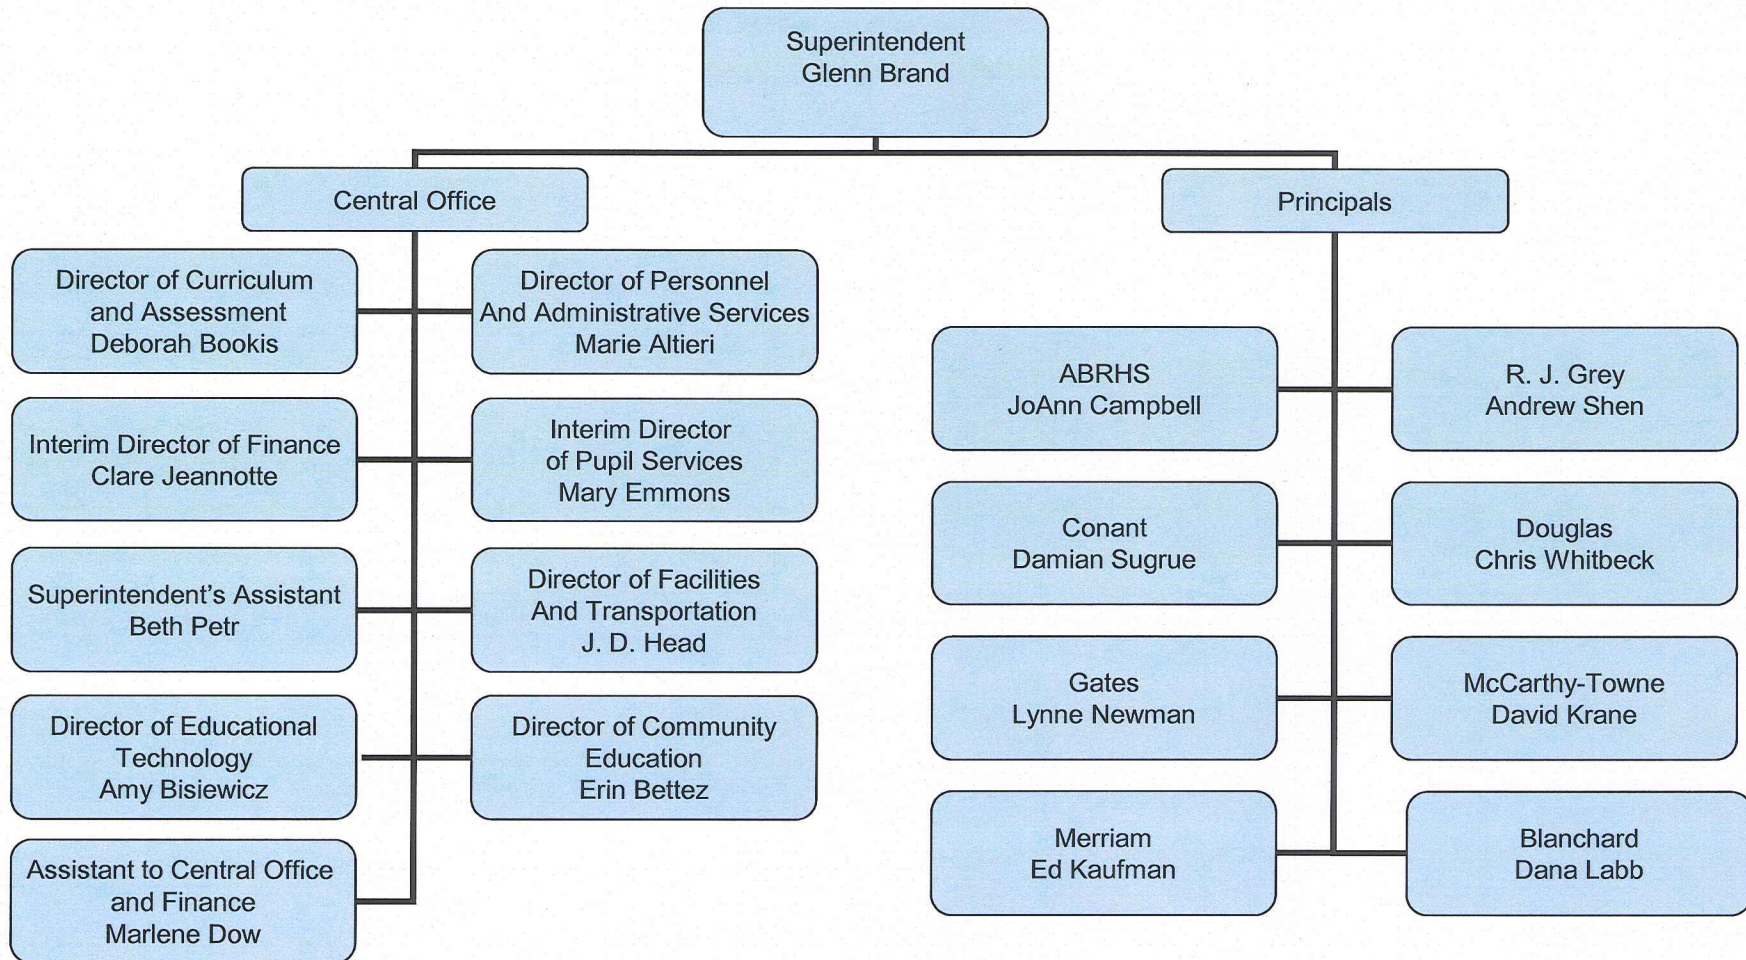 Superintendent
Glenn Brand
Central Office
Principals
Director of Curriculum
and Assessment
Deborah Bookis
Director of Personnel
And Administrative Services
Marie Altieri
Interim Director of Finance
Clare Jeannotte
Interim Director
of Pupil Services
Mary Emmons
Superintendent's Assistant
Beth Petr
Director of Facilities
And Transportation
J. D. Head
Director of Educational
Technology
Amy Bisiewicz
Director of Community
Education
Erin Bettez
Assistant to Central Office
and Finance
Marlene Dow
ABRHS
JoAnn Campbell
R. J. Grey
Andrew Shen
Conant
Damian Sugrue
Douglas
Chris Whitbeck
Gates
Lynne Newman
McCarthy-Towne
David Krane
Merriam
Ed Kaufman
Blanchard
Dana Labb